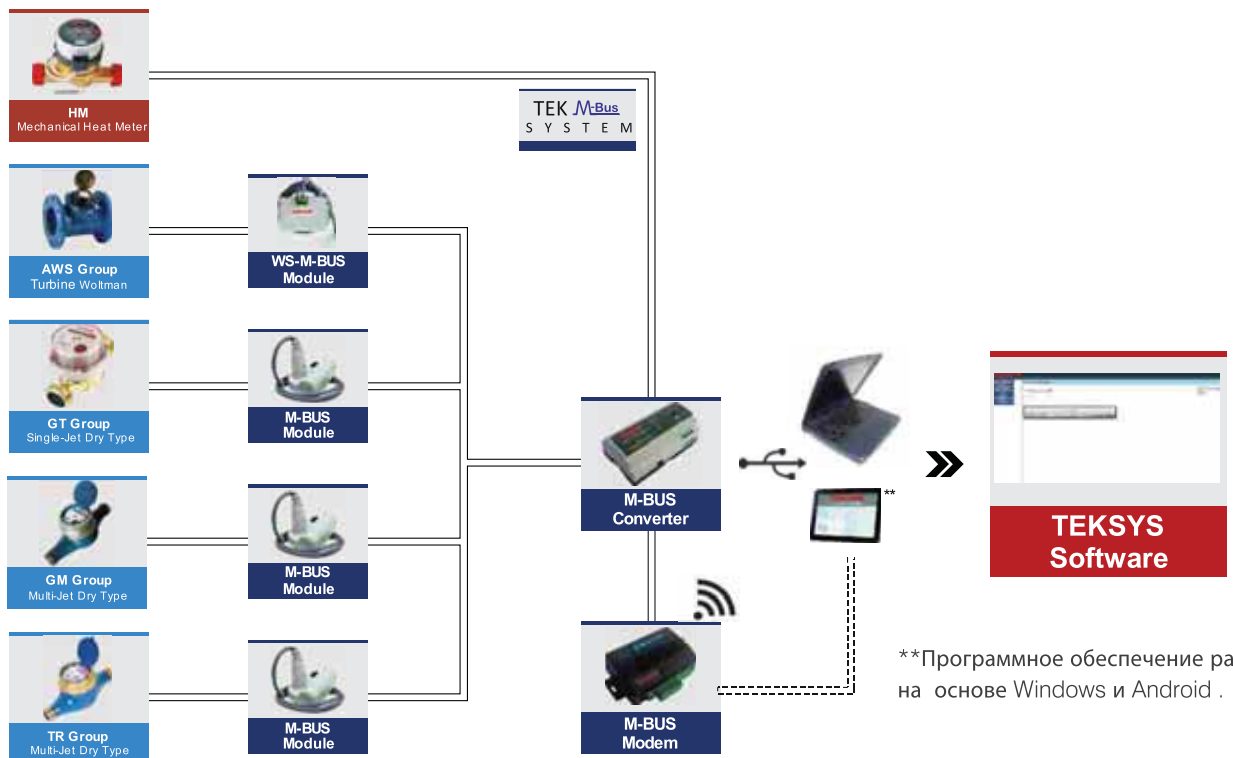 HM
Mechanical Heat Meter
TEK M-Bus
SYSTEM
AWS Group
Turbine Woltman
WS-M-BUS
Module
GT Group
Single-Jet Dry Type
M-BUS
Module
GM Group
Multi-Jet Dry Type
M-BUS
Module
TR Group
Multi-Jet Dry Type
M-BUS
Module
M-BUS
Converter
M-BUS
Modem
**
TEKSYS
Software
**Программное обеспечение ра
на основе Windows и Android .